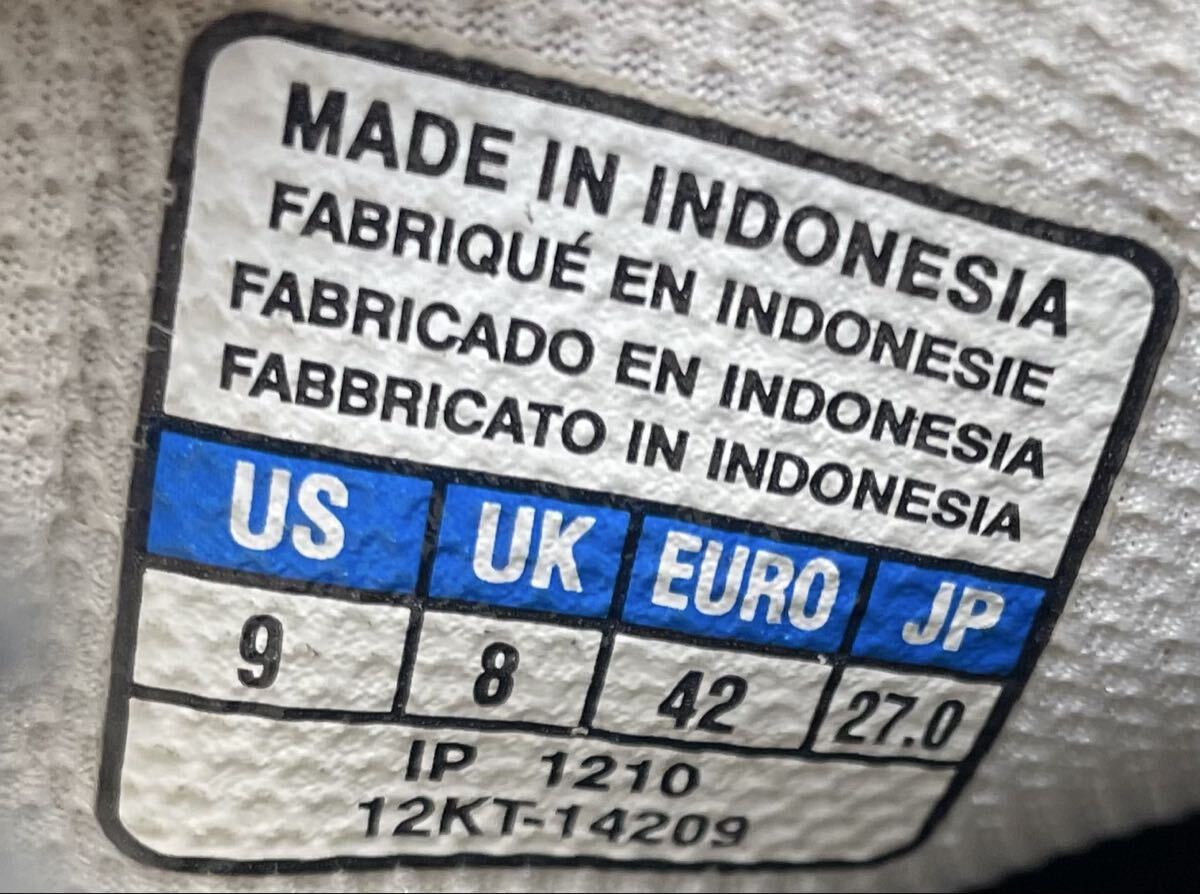 MADE IN INDONESIA
FABRIQUÉ EN INDONESIE
FABRICADO EN INDONESIA
FABBRICATO IN INDONESIA
US UK EURO JP
9 8 42 27.0
IP 1210
12KT-14209